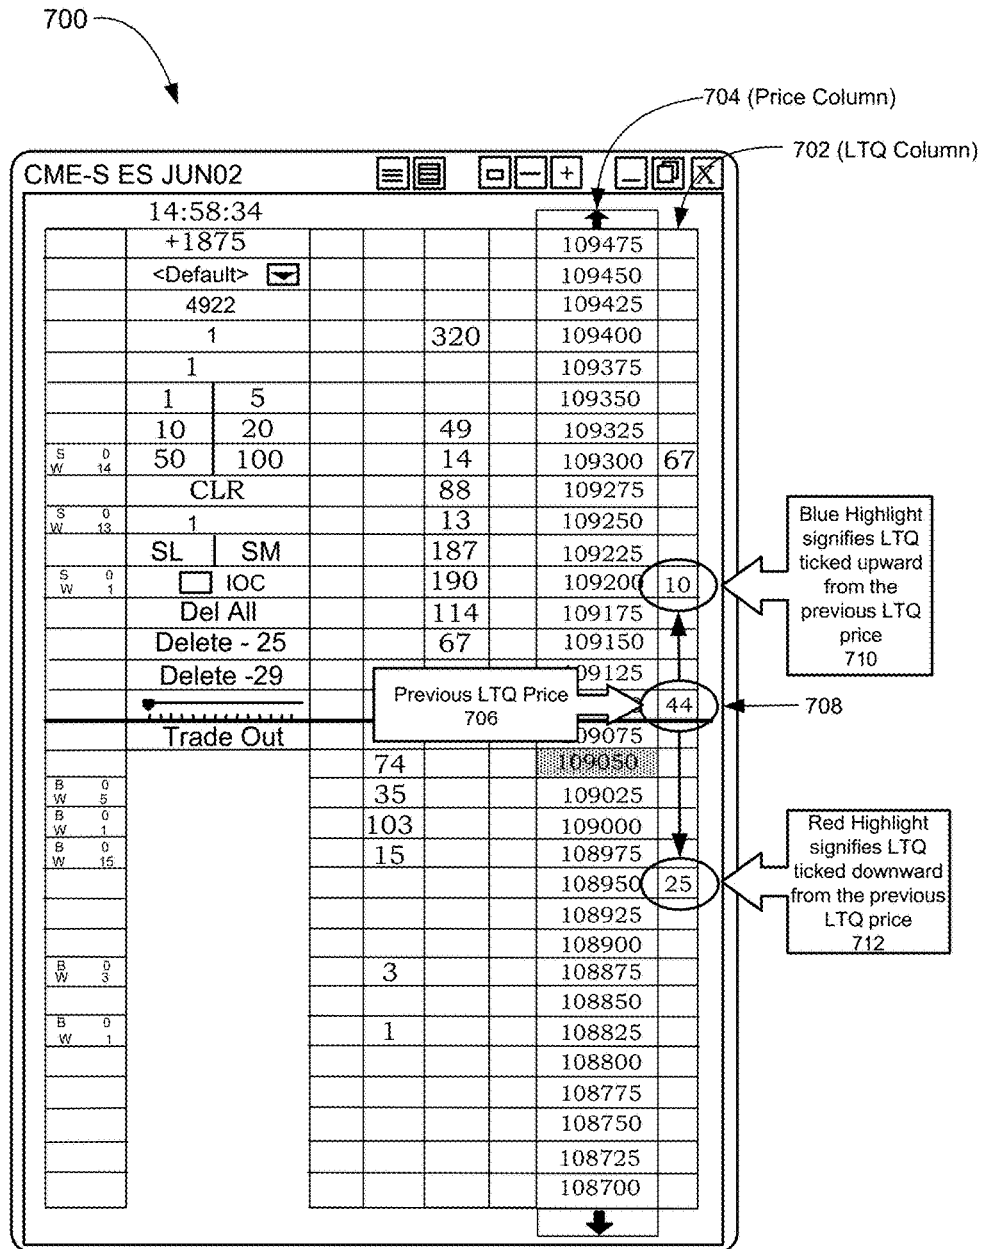 700
704 (Price Column)
702 (LTQ Column)
CME-S ES JUN02
14:58:34
+1875 109475
<Default> 109450
4922 109425
1 320 109400
1 109375
1 5 109350
10 20 49 109325
S 0 W 14 50 100 14 109300 67
CLR 88 109275
S 0 W 13 1 13 109250
SL SM 187 109225
S 0 W 1 IOC 190 109200 10
Del All 114 109175
Delete - 25 67 109150
Delete -29 109125
44
Trade Out 09075
74 109050
B 0 W 5 35 109025
B 0 W 1 103 109000
B 0 W 15 15 108975
108950 25
108925
108900
B 0 W 3 3 108875
108850
B 0 W 1 1 108825
108800
108775
108750
108725
108700
Previous LTQ Price
706
708
Blue Highlight
signifies LTQ
ticked upward
from the
previous LTQ
price
710
Red Highlight
signifies LTQ
ticked downward
from the previous
LTQ price
712